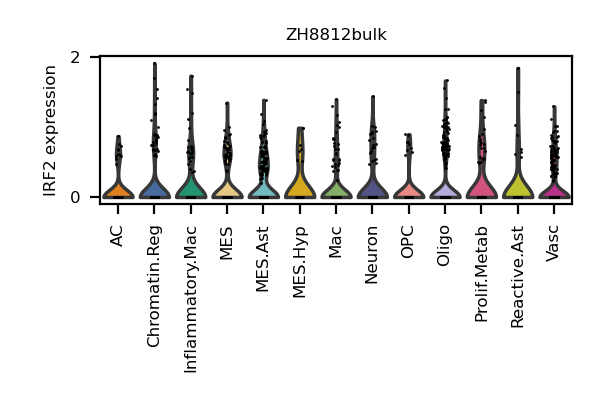 ZH8812bulk
IRF2 expression
2
0
AC
Chromatin.Reg
Inflammatory.Mac
MES
MES.Ast
MES.Hyp
Mac
Neuron
OPC
Oligo
Prolif.Metab
Reactive.Ast
Vasc